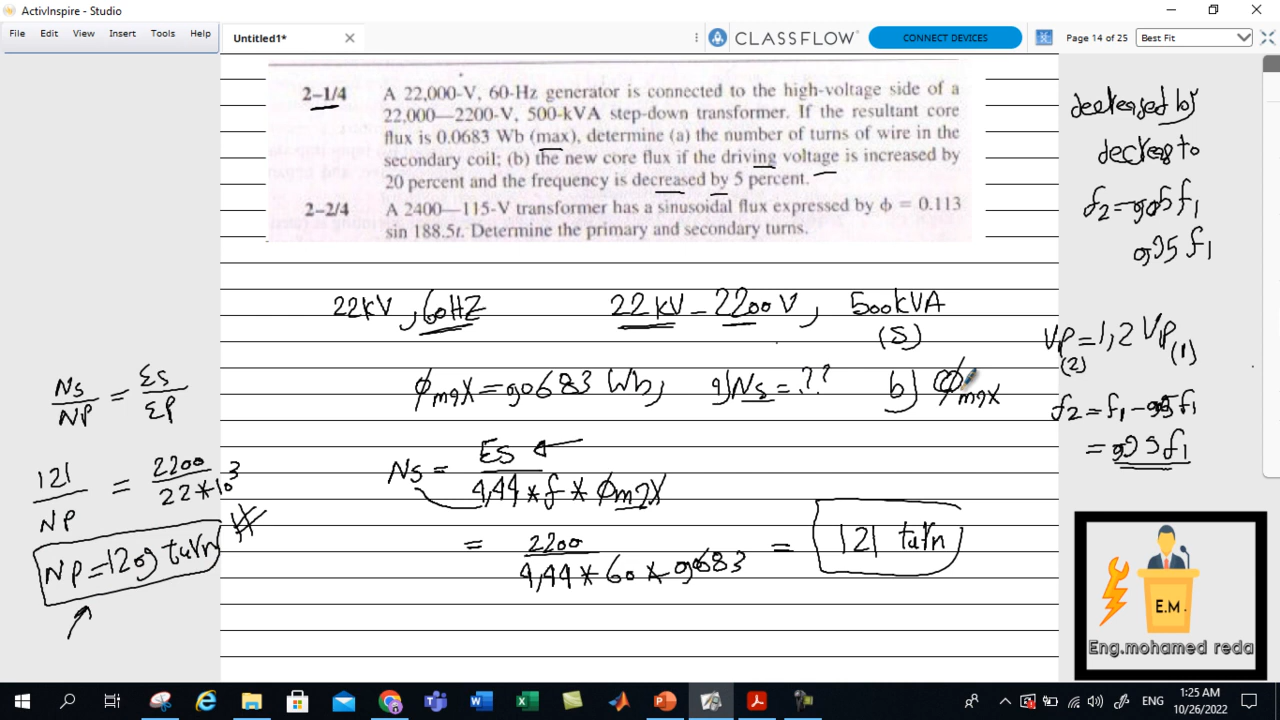 ActivInspire - Studio
File Edit View Insert Tools Help
Untitled1*
CLASSFLOW
CONNECT DEVICES
Page 14 of 25
Best Fit
2–1/4 A 22,000-V, 60-Hz generator is connected to the high-voltage side of a
22,000—2200-V, 500-kVA step-down transformer. If the resultant core
flux is 0.0683 Wb (max), determine (a) the number of turns of wire in the
secondary coil; (b) the new core flux if the driving voltage is increased by
20 percent and the frequency is decreased by 5 percent.
2–2/4 A 2400—115-V transformer has a sinusoidal flux expressed by ϕ = 0.113
sin 188.5t. Determine the primary and secondary turns.
22kV, 60HZ 22 kV - 2200 V, 500kVA
(S)
ϕmax = 0,0683 Wb, a) Ns = ?? b) ϕmax
Ns = Es / 4,44 * f * ϕmax
= 2200 / 4,44 * 60 * 0,0683 = 121 turn
Ns / NP = Es / EP
121 / NP = 2200 / 22*10³
NP = 1209 turn
decreased by
decres to
f2 = 0,05 f1
0,95 f1
VP(2) = 1,2 VP(1)
f2 = f1 - 0,05 f1
= 0,95 f1
E.M.
Eng.mohamed reda
ENG
1:25 AM
10/26/2022